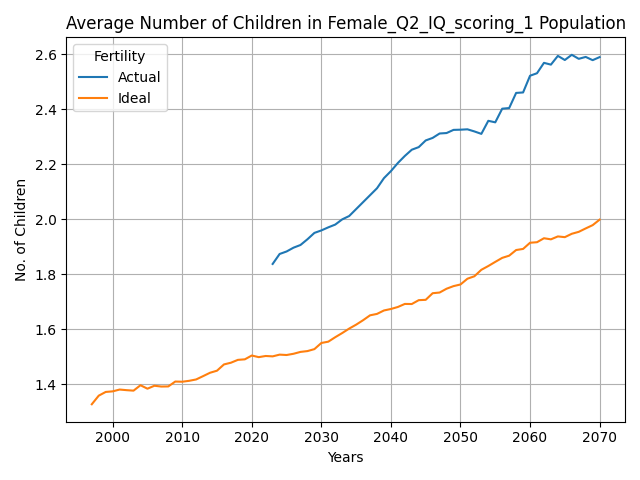 Average Number of Children in Female_Q2_IQ_scoring_1 Population
Fertility
Actual
Ideal
No. of Children
2.6
2.4
2.2
2.0
1.8
1.6
1.4
2000 2010 2020 2030 2040 2050 2060 2070
Years